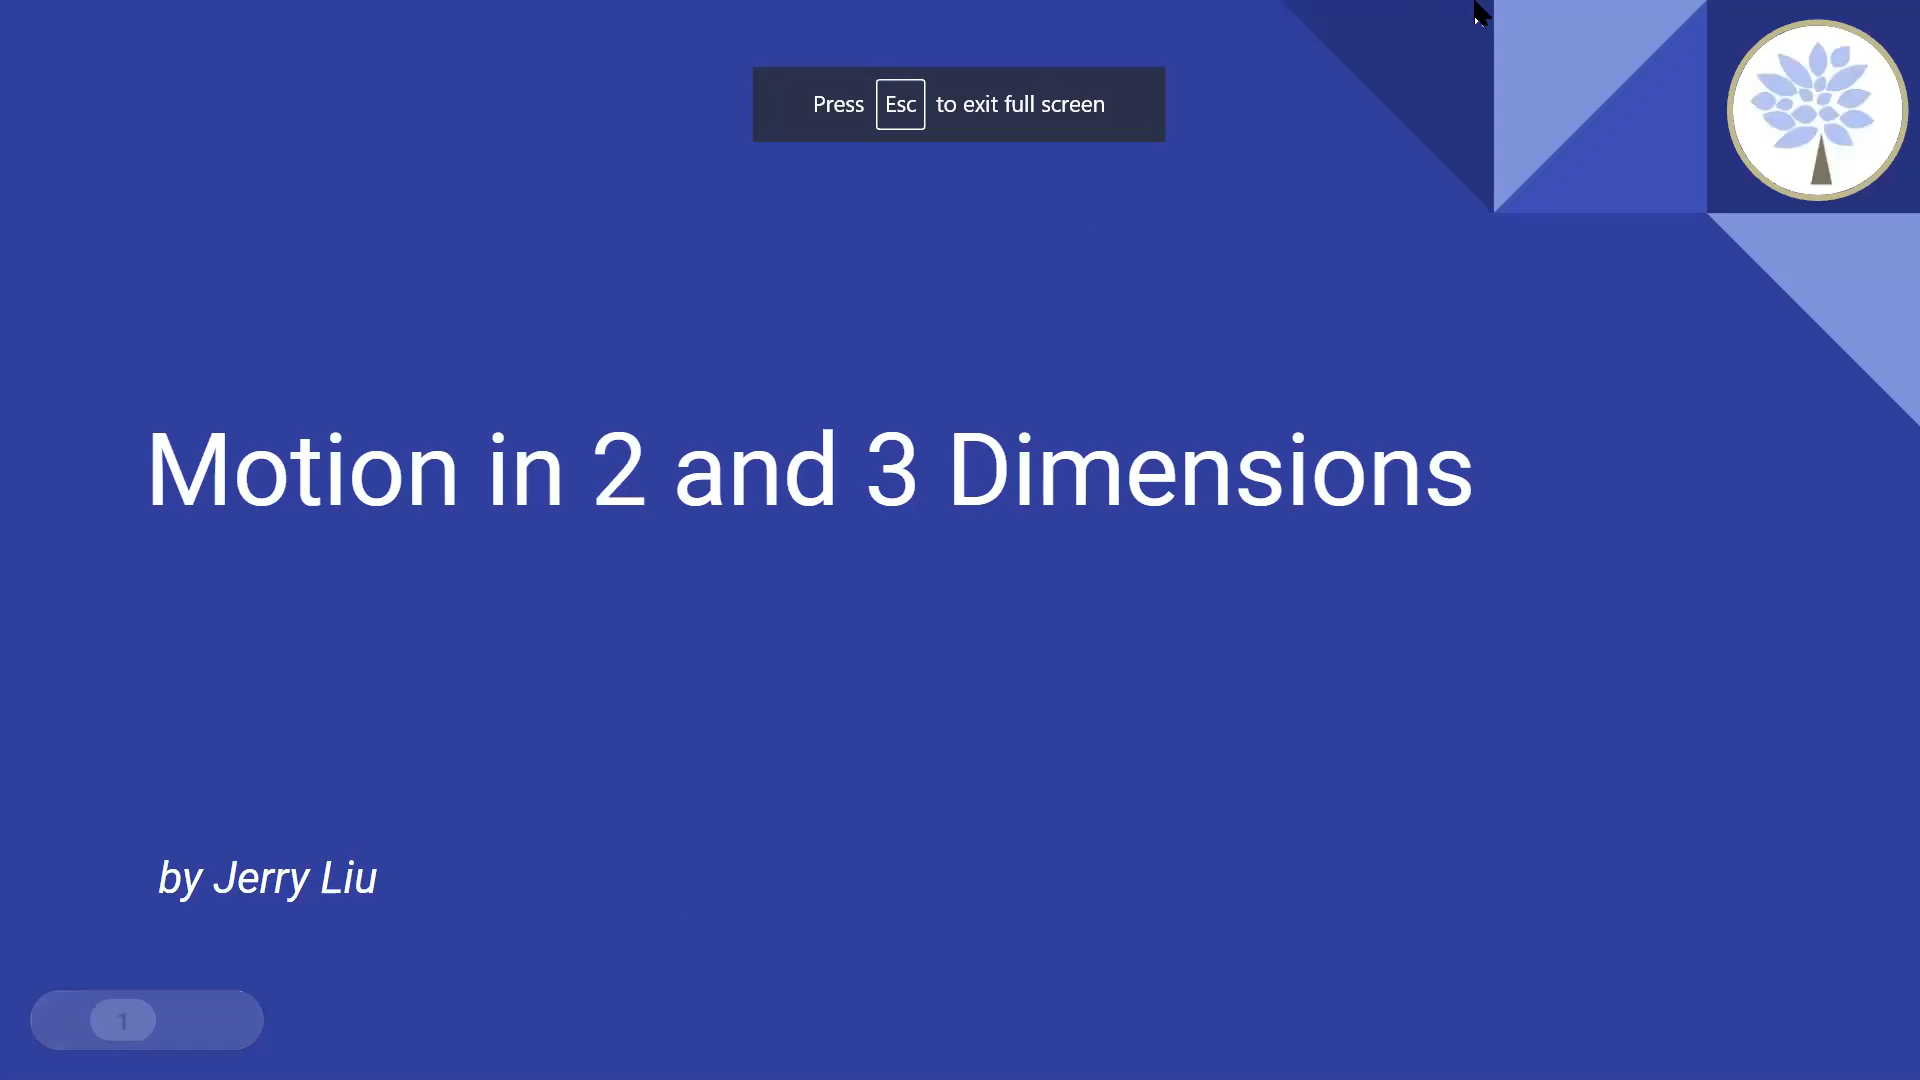 Press Esc to exit full screen
Motion in 2 and 3 Dimensions
by Jerry Liu
1